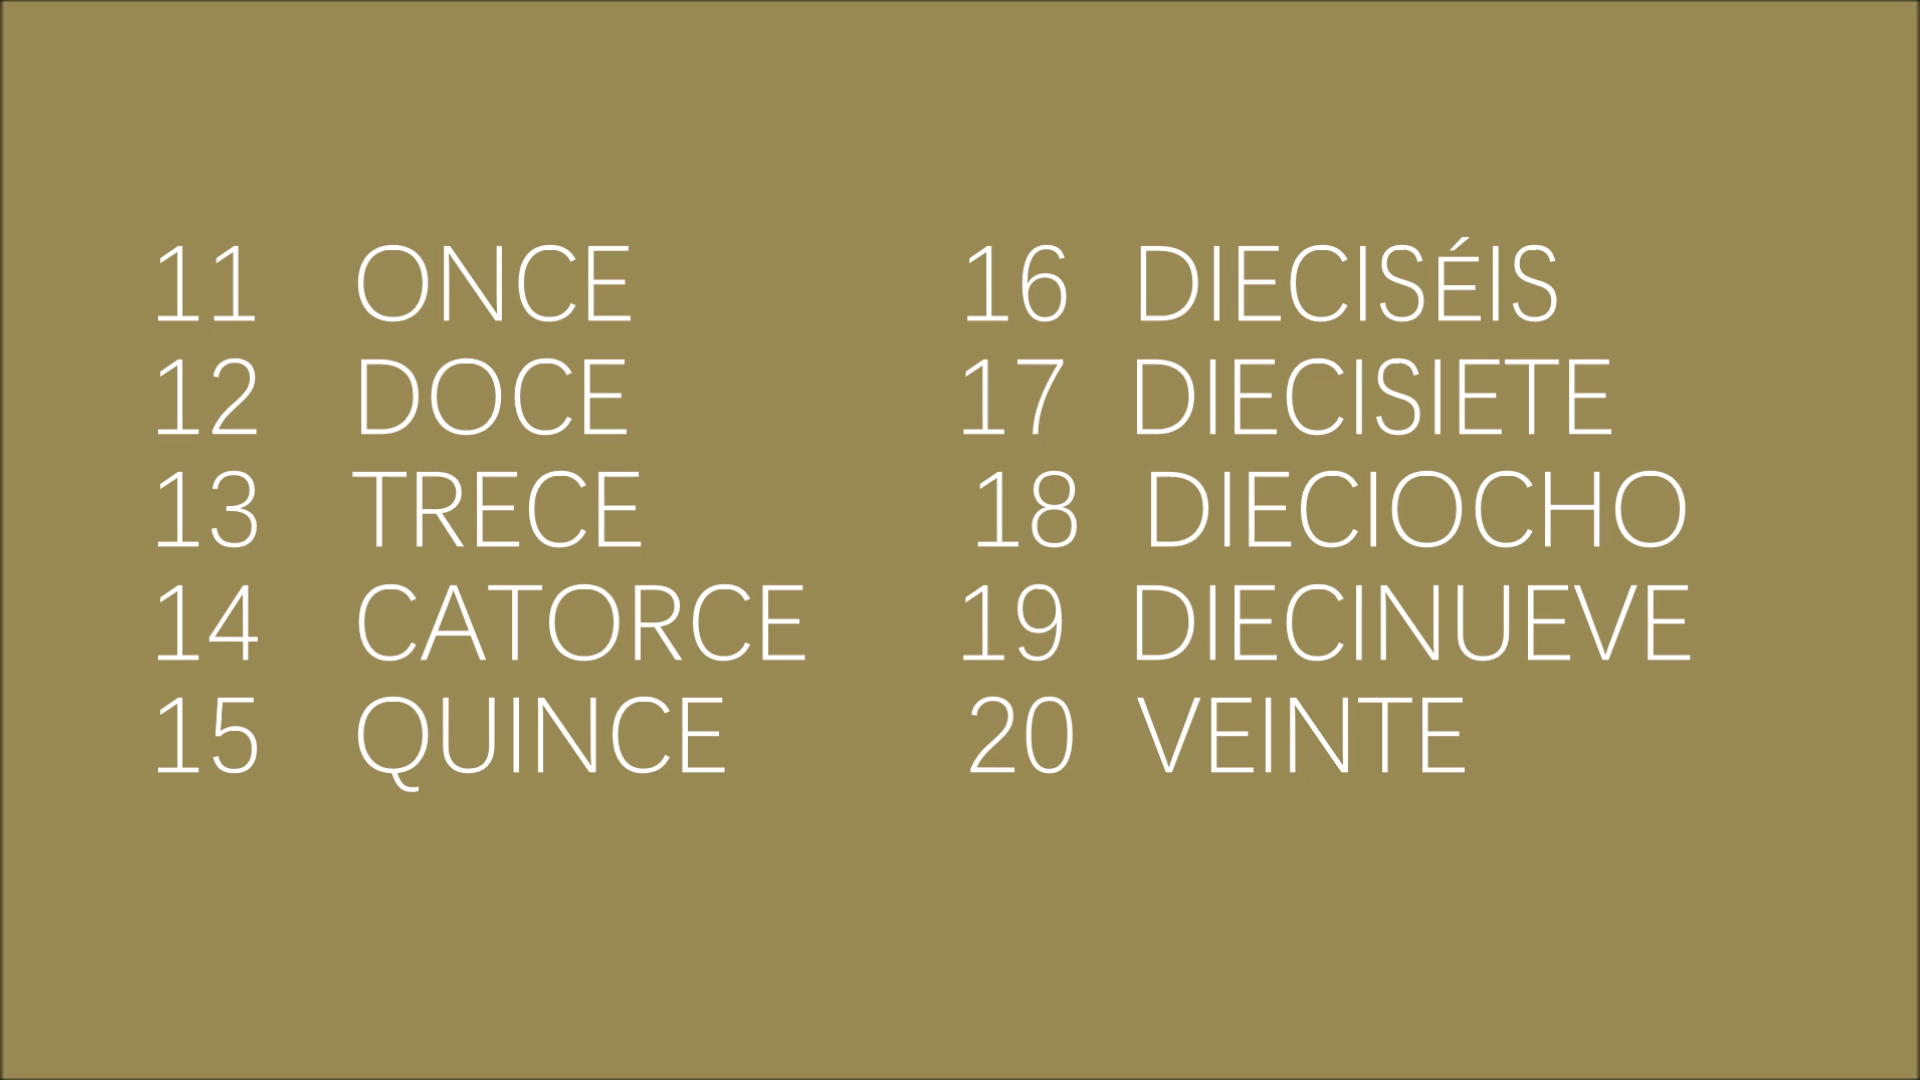 11 ONCE
12 DOCE
13 TRECE
14 CATORCE
15 QUINCE
16 DIECISÉIS
17 DIECISIETE
18 DIECIOCHO
19 DIECINUEVE
20 VEINTE